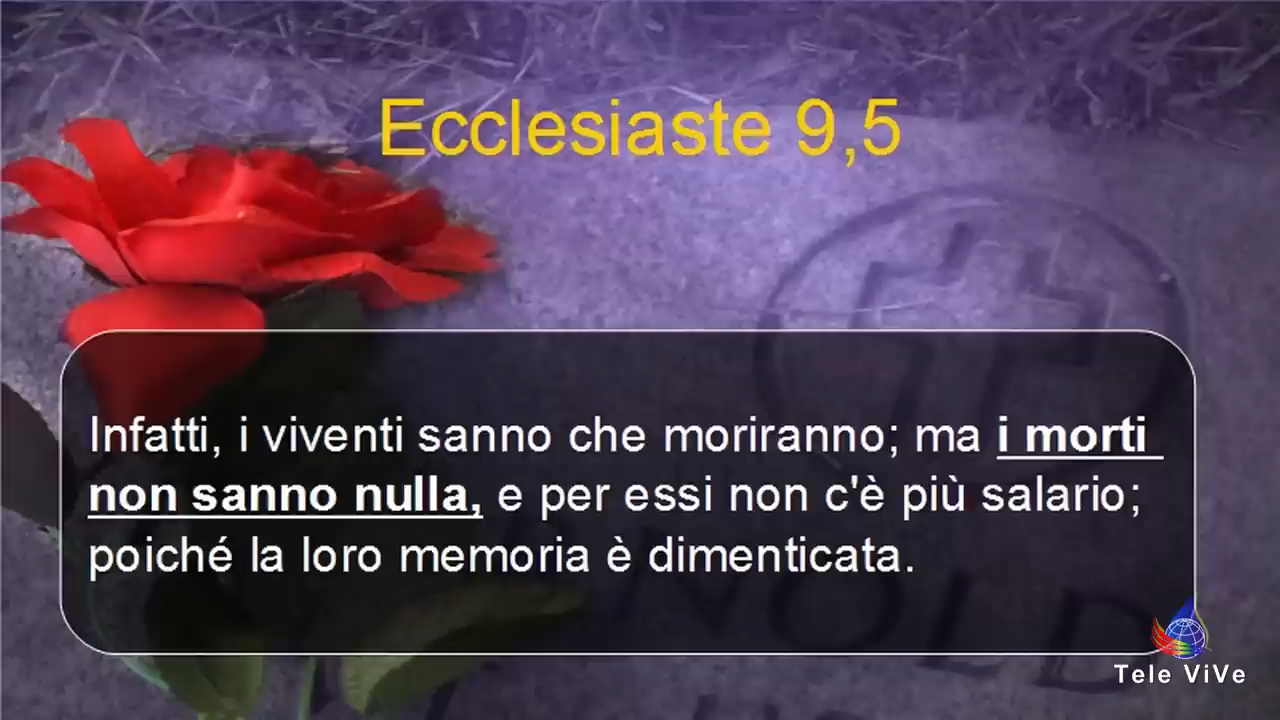 Ecclesiaste 9,5
Infatti, i viventi sanno che moriranno; ma i morti
non sanno nulla, e per essi non c'è più salario;
poiché la loro memoria è dimenticata.
Tele ViVe